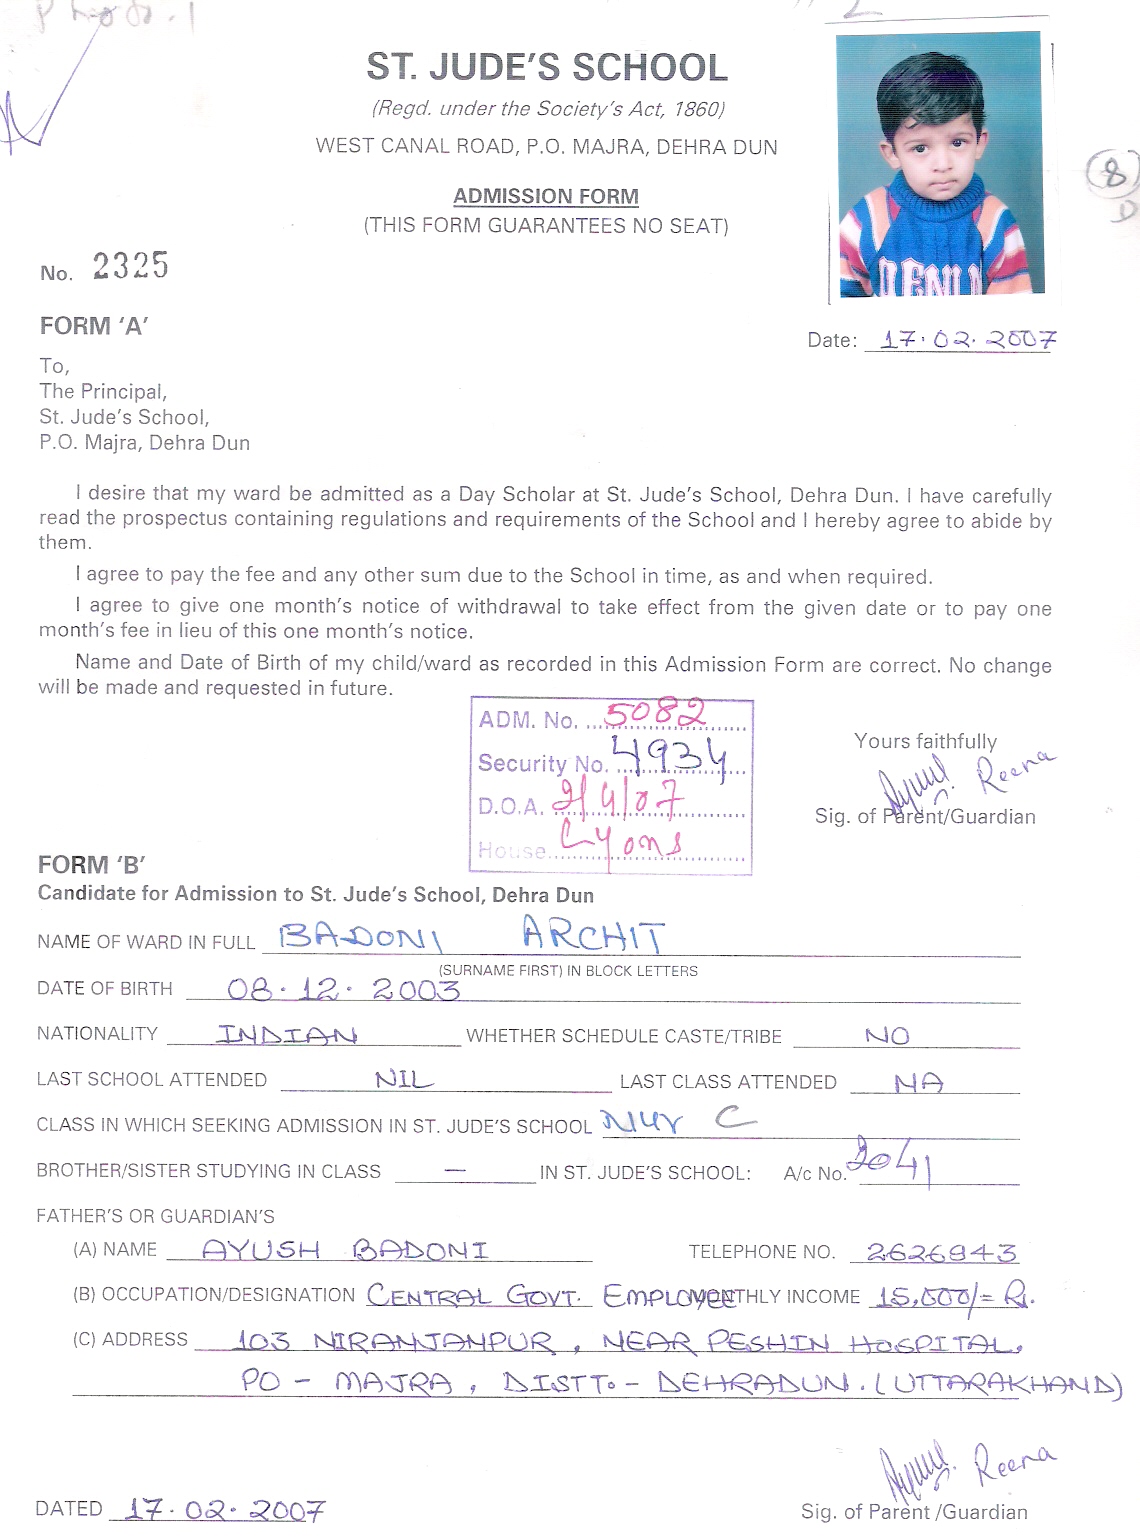 Photo. 1
2
ST. JUDE'S SCHOOL
(Regd. under the Society's Act, 1860)
WEST CANAL ROAD, P.O. MAJRA, DEHRA DUN
ADMISSION FORM
(THIS FORM GUARANTEES NO SEAT)
8
D
DENI
No. 2325
FORM 'A'
Date: 17.02.2007
To,
The Principal,
St. Jude's School,
P.O. Majra, Dehra Dun
I desire that my ward be admitted as a Day Scholar at St. Jude's School, Dehra Dun. I have carefully
read the prospectus containing regulations and requirements of the School and I hereby agree to abide by
them.
I agree to pay the fee and any other sum due to the School in time, as and when required.
I agree to give one month's notice of withdrawal to take effect from the given date or to pay one
month's fee in lieu of this one month's notice.
Name and Date of Birth of my child/ward as recorded in this Admission Form are correct. No change
will be made and requested in future.
ADM. No. 5082
Security No. 4934
D.O.A. 2/4/07
House Lyons
Yours faithfully
Reena
Sig. of Parent/Guardian
FORM 'B'
Candidate for Admission to St. Jude's School, Dehra Dun
NAME OF WARD IN FULL BADONI ARCHIT
(SURNAME FIRST) IN BLOCK LETTERS
DATE OF BIRTH 08.12.2003
NATIONALITY INDIAN WHETHER SCHEDULE CASTE/TRIBE NO
LAST SCHOOL ATTENDED NIL LAST CLASS ATTENDED NA
CLASS IN WHICH SEEKING ADMISSION IN ST. JUDE'S SCHOOL Nur C
BROTHER/SISTER STUDYING IN CLASS — IN ST. JUDE'S SCHOOL: A/c No. 2041
FATHER'S OR GUARDIAN'S
(A) NAME AYUSH BADONI TELEPHONE NO. 2626943
(B) OCCUPATION/DESIGNATION CENTRAL GOVT. EMPLOYEE MONTHLY INCOME 15,000/= Rs.
(C) ADDRESS 103 NIRANJANPUR, NEAR PESHIN HOSPITAL,
PO - MAJRA, DISTT. - DEHRADUN. (UTTARAKHAND)
Reena
DATED 17.02.2007 Sig. of Parent /Guardian